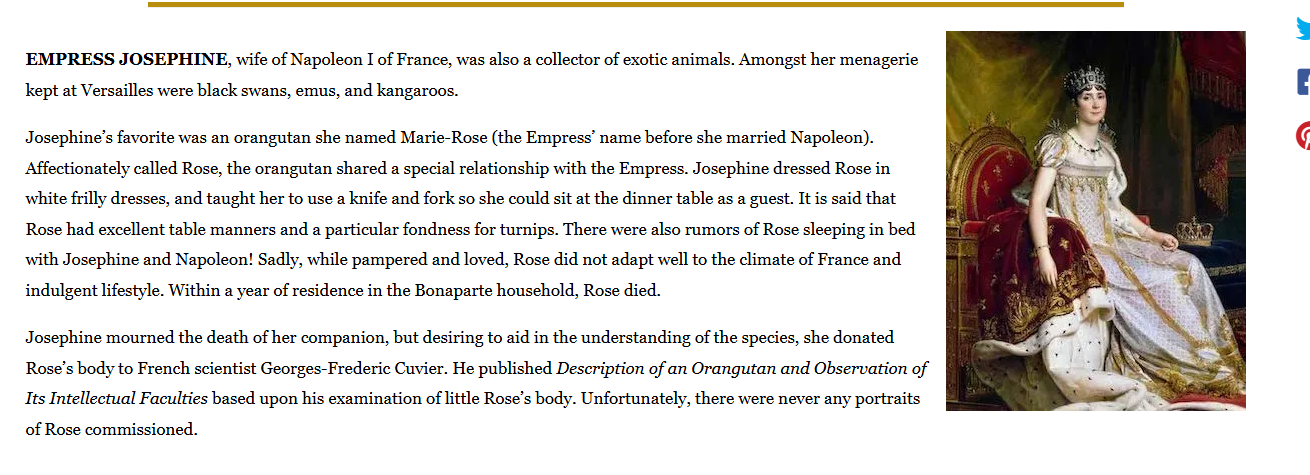 EMPRESS JOSEPHINE, wife of Napoleon I of France, was also a collector of exotic animals. Amongst her menagerie
kept at Versailles were black swans, emus, and kangaroos.
Josephine’s favorite was an orangutan she named Marie-Rose (the Empress’ name before she married Napoleon).
Affectionately called Rose, the orangutan shared a special relationship with the Empress. Josephine dressed Rose in
white frilly dresses, and taught her to use a knife and fork so she could sit at the dinner table as a guest. It is said that
Rose had excellent table manners and a particular fondness for turnips. There were also rumors of Rose sleeping in bed
with Josephine and Napoleon! Sadly, while pampered and loved, Rose did not adapt well to the climate of France and
indulgent lifestyle. Within a year of residence in the Bonaparte household, Rose died.
Josephine mourned the death of her companion, but desiring to aid in the understanding of the species, she donated
Rose’s body to French scientist Georges-Frederic Cuvier. He published Description of an Orangutan and Observation of
Its Intellectual Faculties based upon his examination of little Rose’s body. Unfortunately, there were never any portraits
of Rose commissioned.